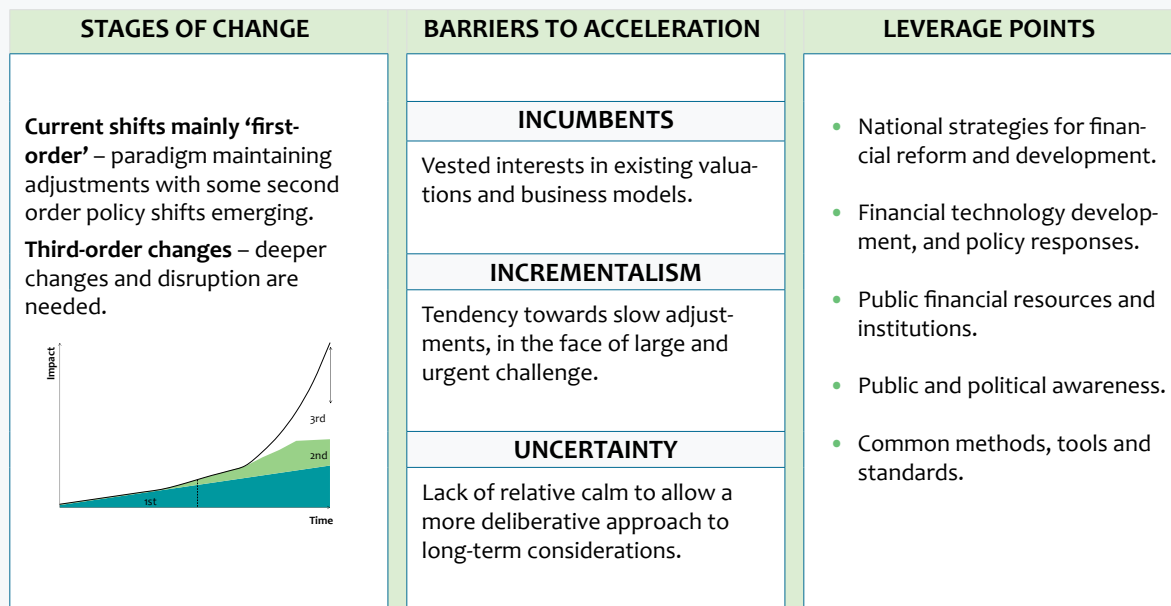 STAGES OF CHANGE
Current shifts mainly ‘first-
order’ – paradigm maintaining
adjustments with some second
order policy shifts emerging.
Third-order changes – deeper
changes and disruption are
needed.
Impact
3rd
2nd
1st
Time
BARRIERS TO ACCELERATION
INCUMBENTS
Vested interests in existing valua-
tions and business models.
INCREMENTALISM
Tendency towards slow adjust-
ments, in the face of large and
urgent challenge.
UNCERTAINTY
Lack of relative calm to allow a
more deliberative approach to
long-term considerations.
LEVERAGE POINTS
• National strategies for finan-
cial reform and development.
• Financial technology develop-
ment, and policy responses.
• Public financial resources and
institutions.
• Public and political awareness.
• Common methods, tools and
standards.